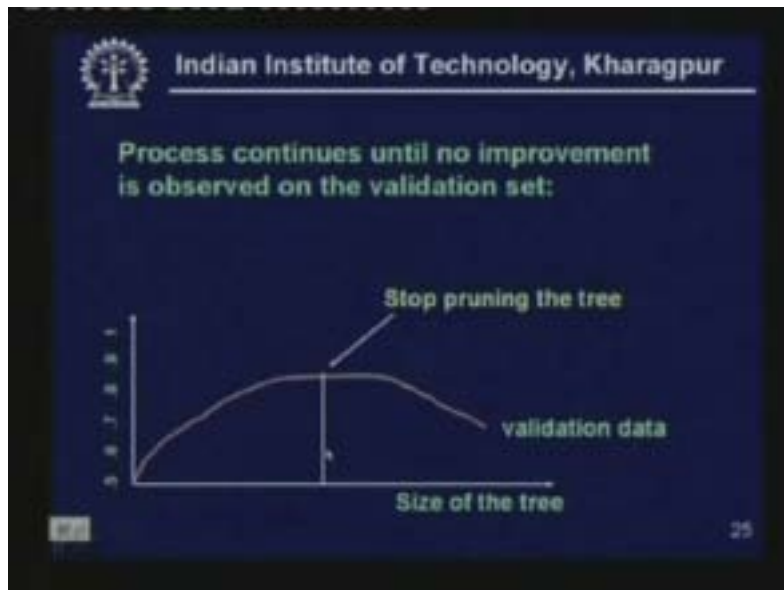 Indian Institute of Technology, Kharagpur
Process continues until no improvement
is observed on the validation set:
Stop pruning the tree
validation data
Size of the tree
25